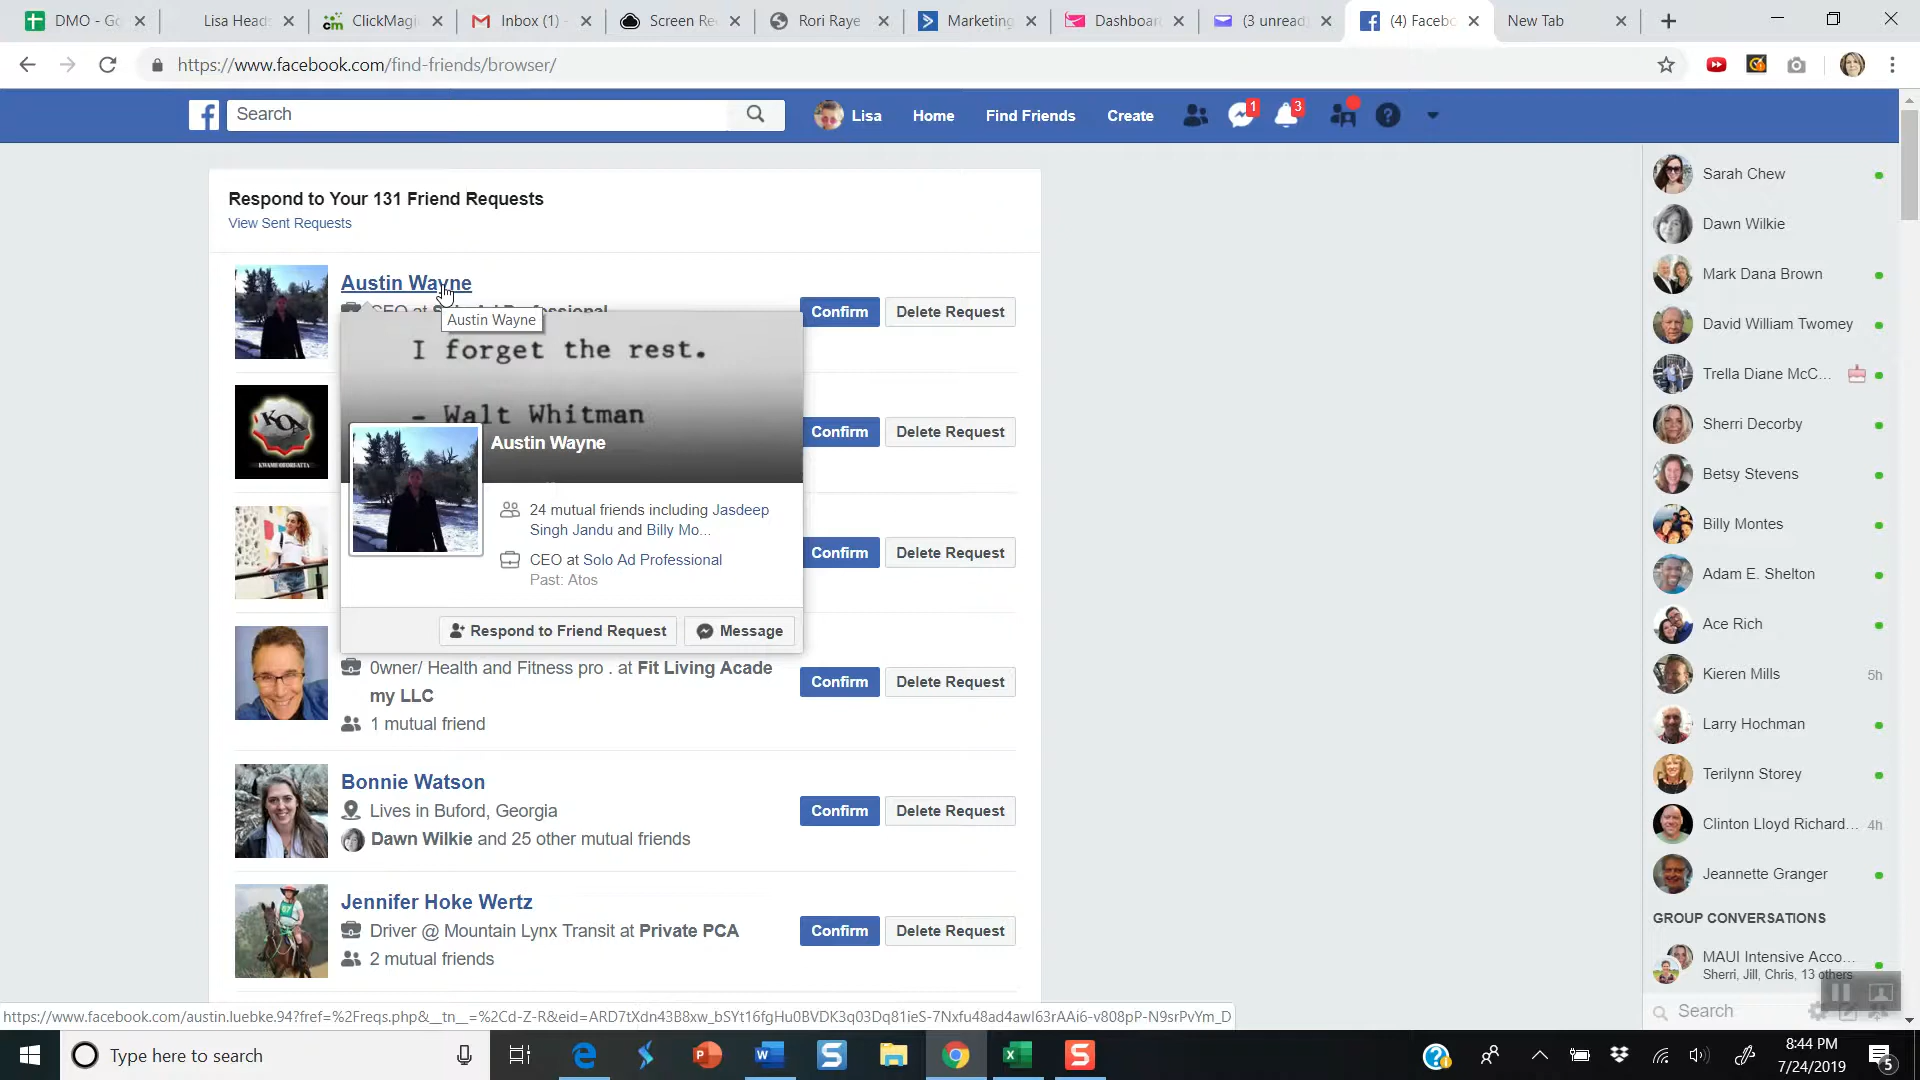 DMO - Go
Lisa Heads
ClickMagic
Inbox (1) -
Screen Re
Rori Raye
Marketing
Dashboard
(3 unread)
(4) Facebo
New Tab
https://www.facebook.com/find-friends/browser/
Search
Lisa
Home
Find Friends
Create
1
3
Respond to Your 131 Friend Requests
View Sent Requests
Austin Wayne
Confirm
Delete Request
Austin Wayne
I forget the rest.
- Walt Whitman
Austin Wayne
24 mutual friends including Jasdeep
Singh Jandu and Billy Mo...
CEO at Solo Ad Professional
Past: Atos
Respond to Friend Request
Message
KOA
KWAME OFOREATTA
Confirm
Delete Request
Confirm
Delete Request
0wner/ Health and Fitness pro . at Fit Living Acade
my LLC
1 mutual friend
Confirm
Delete Request
Bonnie Watson
Lives in Buford, Georgia
Dawn Wilkie and 25 other mutual friends
Confirm
Delete Request
Jennifer Hoke Wertz
Driver @ Mountain Lynx Transit at Private PCA
2 mutual friends
Confirm
Delete Request
Sarah Chew
Dawn Wilkie
Mark Dana Brown
David William Twomey
Trella Diane McC...
Sherri Decorby
Betsy Stevens
Billy Montes
Adam E. Shelton
Ace Rich
Kieren Mills
5h
Larry Hochman
Terilynn Storey
Clinton Lloyd Richard...
4h
Jeannette Granger
GROUP CONVERSATIONS
MAUI Intensive Acco...
Sherri, Jill, Chris, 13 others
Search
https://www.facebook.com/austin.luebke.94?fref=%2Freqs.php&__tn__=%2Cd-Z-R&eid=ARD7tXdn43B8xw_bSYt16fgHu0BVDK3q03Dq81ieS-7Nxfu48ad4awl63rAAi6-v808pP-N9srPvYm_D
Type here to search
8:44 PM
7/24/2019
5